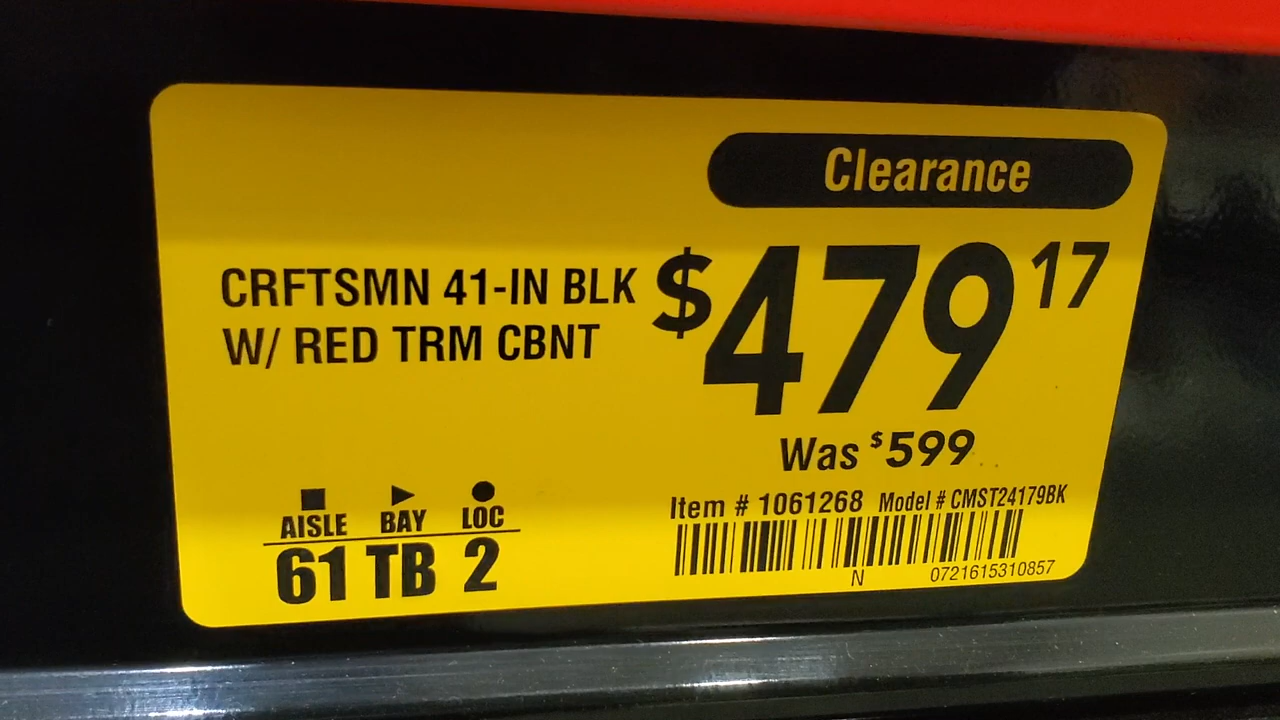 Clearance
CRFTSMN 41-IN BLK
W/ RED TRM CBNT
$479 17
Was $599
Item # 1061268 Model # CMST24179BK
N 0721615310857
AISLE BAY LOC
61 TB 2